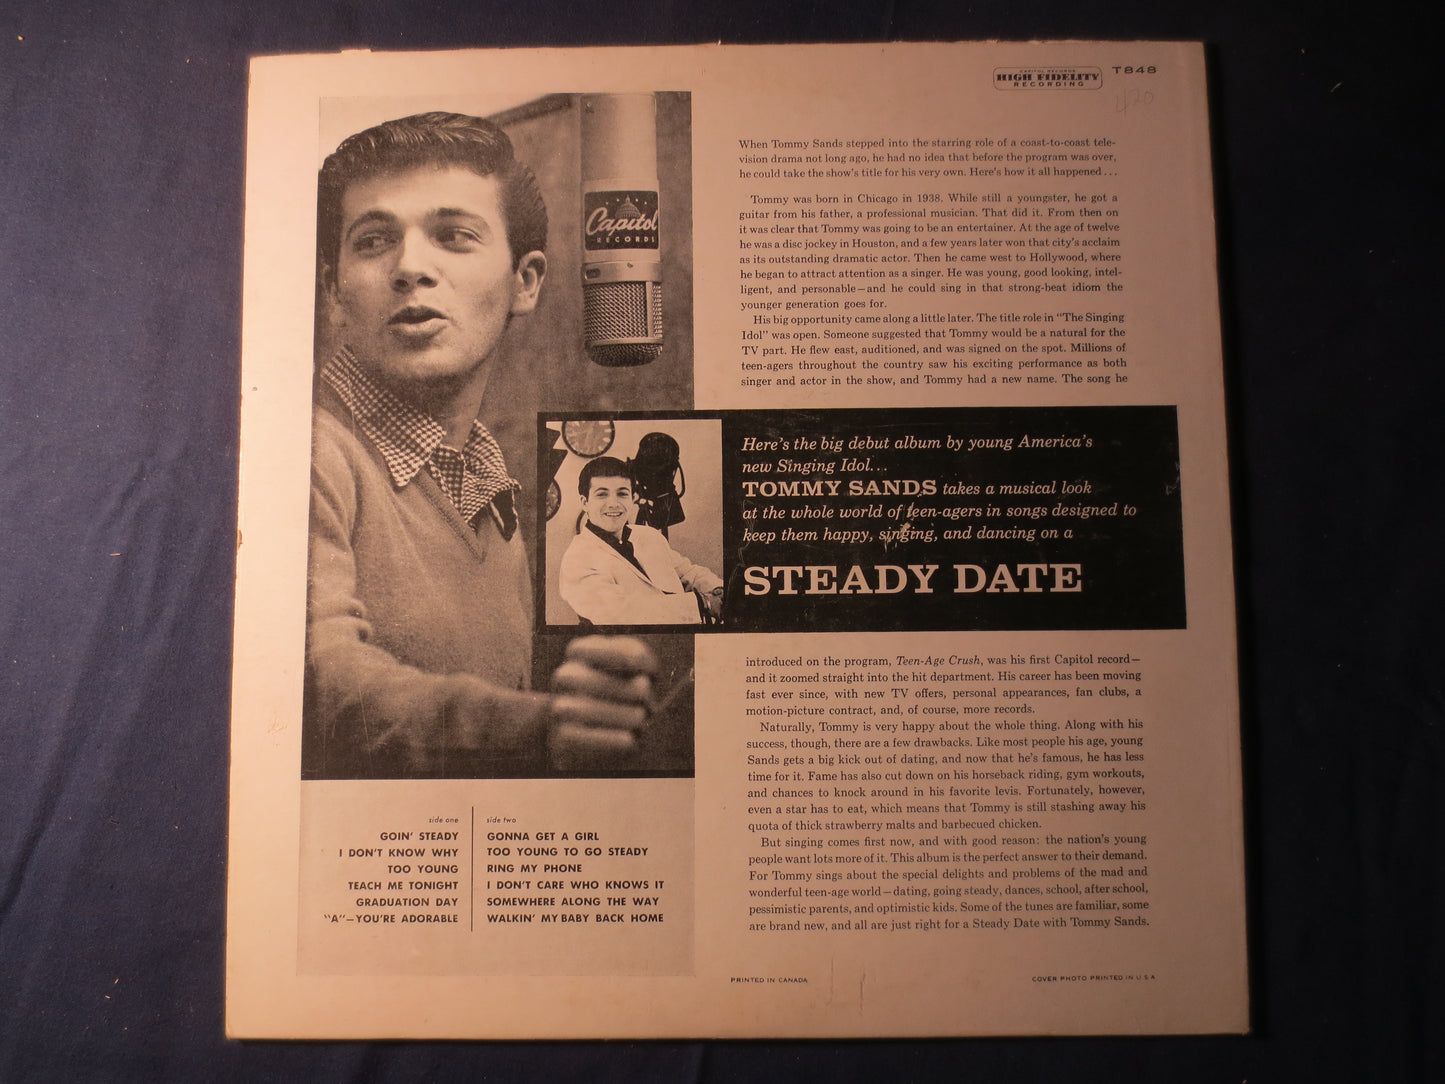 CAPITOL RECORDS
HIGH FIDELITY
RECORDING
T848
420
Capitol
RECORDS
When Tommy Sands stepped into the starring role of a coast-to-coast tele-
vision drama not long ago, he had no idea that before the program was over,
he could take the show's title for his very own. Here's how it all happened...
Tommy was born in Chicago in 1938. While still a youngster, he got a
guitar from his father, a professional musician. That did it. From then on
it was clear that Tommy was going to be an entertainer. At the age of twelve
he was a disc jockey in Houston, and a few years later won that city's acclaim
as its outstanding dramatic actor. Then he came west to Hollywood, where
he began to attract attention as a singer. He was young, good looking, intel-
ligent, and personable—and he could sing in that strong-beat idiom the
younger generation goes for.
His big opportunity came along a little later. The title role in "The Singing
Idol" was open. Someone suggested that Tommy would be a natural for the
TV part. He flew east, auditioned, and was signed on the spot. Millions of
teen-agers throughout the country saw his exciting performance as both
singer and actor in the show, and Tommy had a new name. The song he
Here's the big debut album by young America's
new Singing Idol...
TOMMY SANDS takes a musical look
at the whole world of teen-agers in songs designed to
keep them happy, singing, and dancing on a
STEADY DATE
introduced on the program, Teen-Age Crush, was his first Capitol record—
and it zoomed straight into the hit department. His career has been moving
fast ever since, with new TV offers, personal appearances, fan clubs, a
motion-picture contract, and, of course, more records.
Naturally, Tommy is very happy about the whole thing. Along with his
success, though, there are a few drawbacks. Like most people his age, young
Sands gets a big kick out of dating, and now that he's famous, he has less
time for it. Fame has also cut down on his horseback riding, gym workouts,
and chances to knock around in his favorite levis. Fortunately, however,
even a star has to eat, which means that Tommy is still stashing away his
quota of thick strawberry malts and barbecued chicken.
But singing comes first now, and with good reason: the nation's young
people want lots more of it. This album is the perfect answer to their demand.
For Tommy sings about the special delights and problems of the mad and
wonderful teen-age world—dating, going steady, dances, school, after school,
pessimistic parents, and optimistic kids. Some of the tunes are familiar, some
are brand new, and all are just right for a Steady Date with Tommy Sands.
side one
GOIN' STEADY
I DON'T KNOW WHY
TOO YOUNG
TEACH ME TONIGHT
GRADUATION DAY
"A"—YOU'RE ADORABLE
side two
GONNA GET A GIRL
TOO YOUNG TO GO STEADY
RING MY PHONE
I DON'T CARE WHO KNOWS IT
SOMEWHERE ALONG THE WAY
WALKIN' MY BABY BACK HOME
PRINTED IN CANADA
COVER PHOTO PRINTED IN U S A